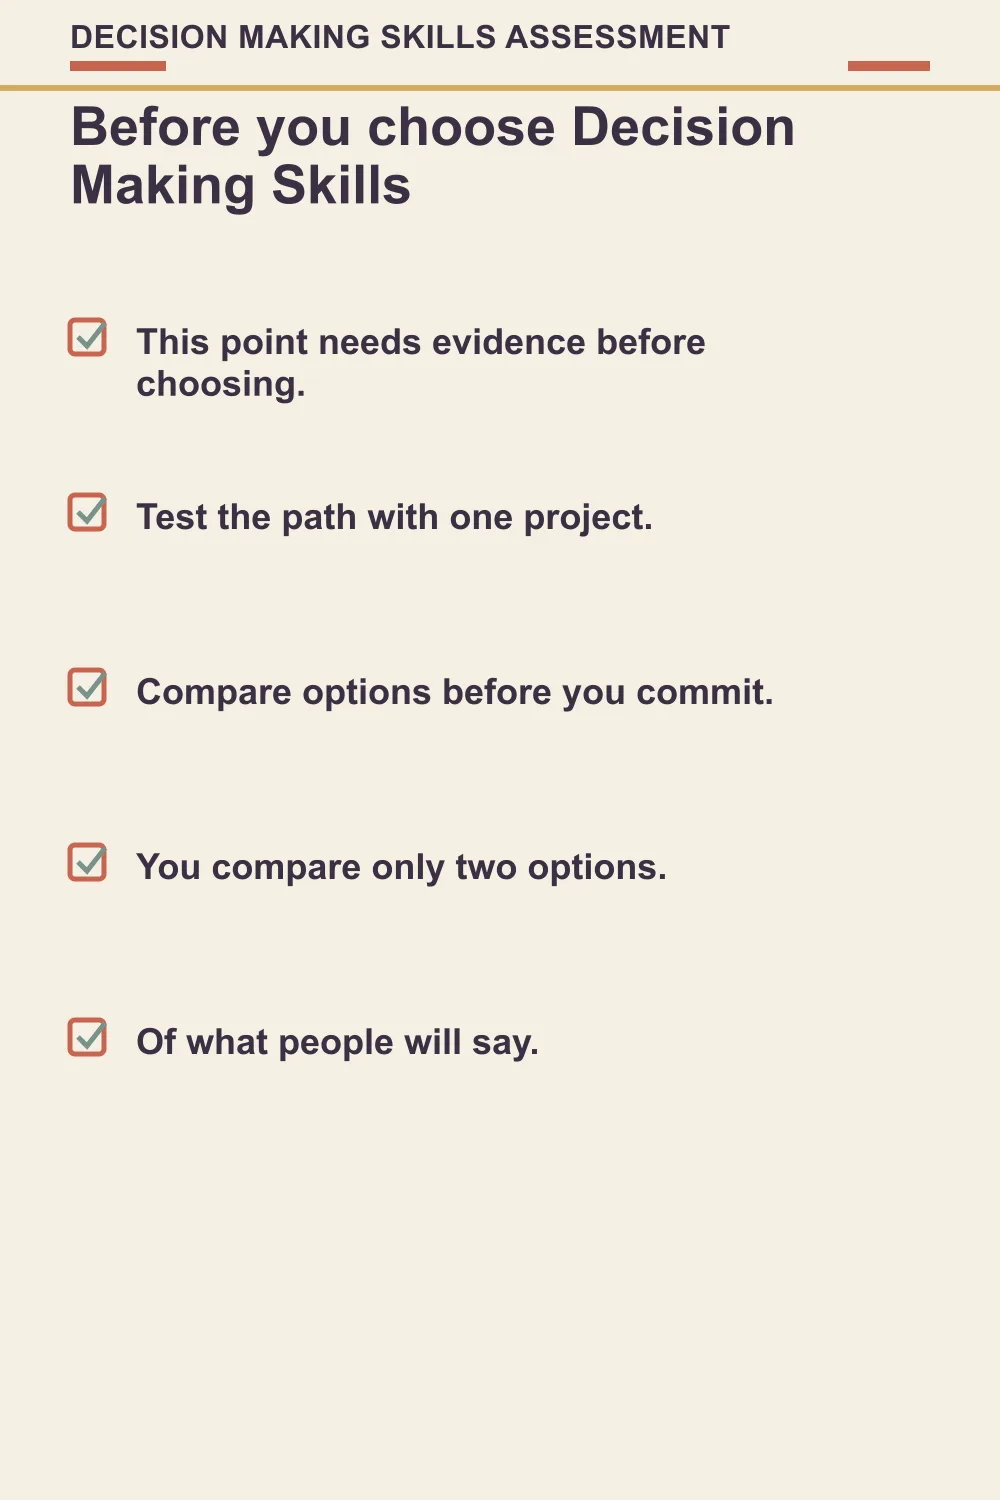 DECISION MAKING SKILLS ASSESSMENT
Before you choose Decision
Making Skills
This point needs evidence before
choosing.
Test the path with one project.
Compare options before you commit.
You compare only two options.
Of what people will say.